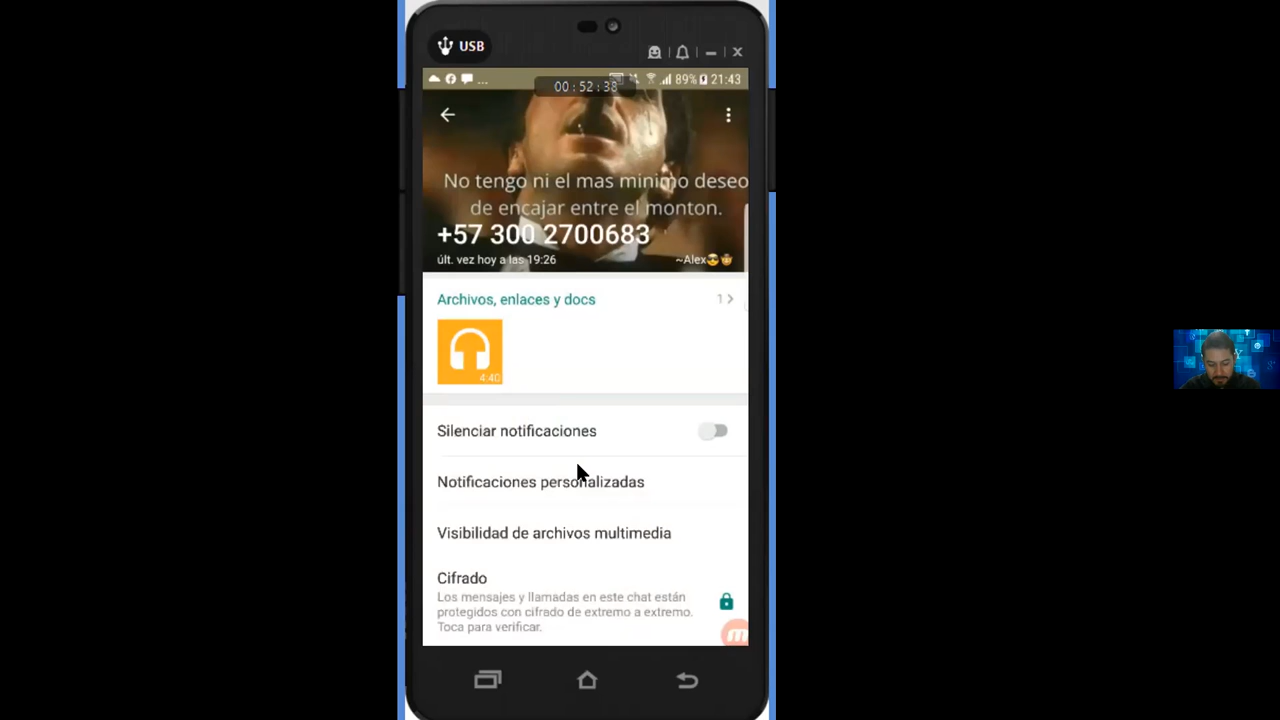 USB
... 89% 21:43
00:52:38
No tengo ni el mas minimo deseo
de encajar entre el monton.
+57 300 2700683
últ. vez hoy a las 19:26 ~Alex😎🤠
Archivos, enlaces y docs 1
4:40
Silenciar notificaciones
Notificaciones personalizadas
Visibilidad de archivos multimedia
Cifrado
Los mensajes y llamadas en este chat están
protegidos con cifrado de extremo a extremo.
Toca para verificar.